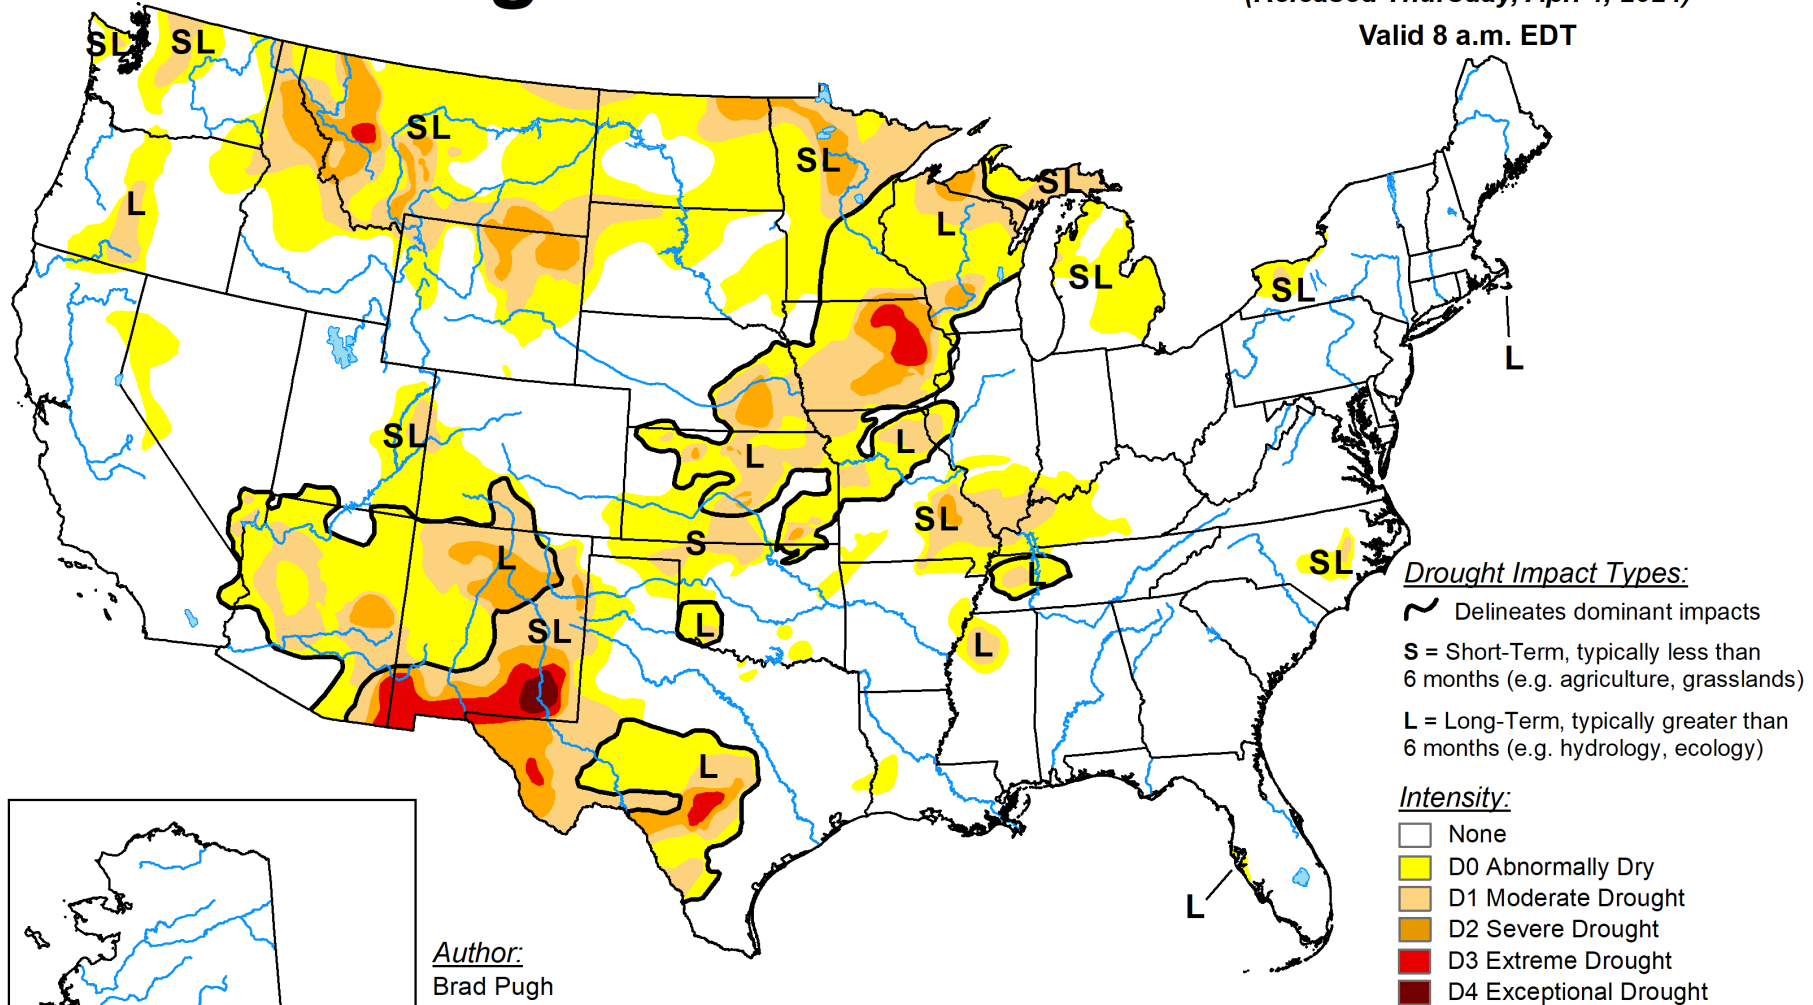 Valid 8 a.m. EDT
SL
SL
SL
SL
SL
L
L
SL
SL
L
SL
L
L
SL
S
L
SL
L
L
SL
L
L
L
L
Drought Impact Types:
Delineates dominant impacts
S = Short-Term, typically less than
6 months (e.g. agriculture, grasslands)
L = Long-Term, typically greater than
6 months (e.g. hydrology, ecology)
Intensity:
None
D0 Abnormally Dry
D1 Moderate Drought
D2 Severe Drought
D3 Extreme Drought
D4 Exceptional Drought
Author:
Brad Pugh